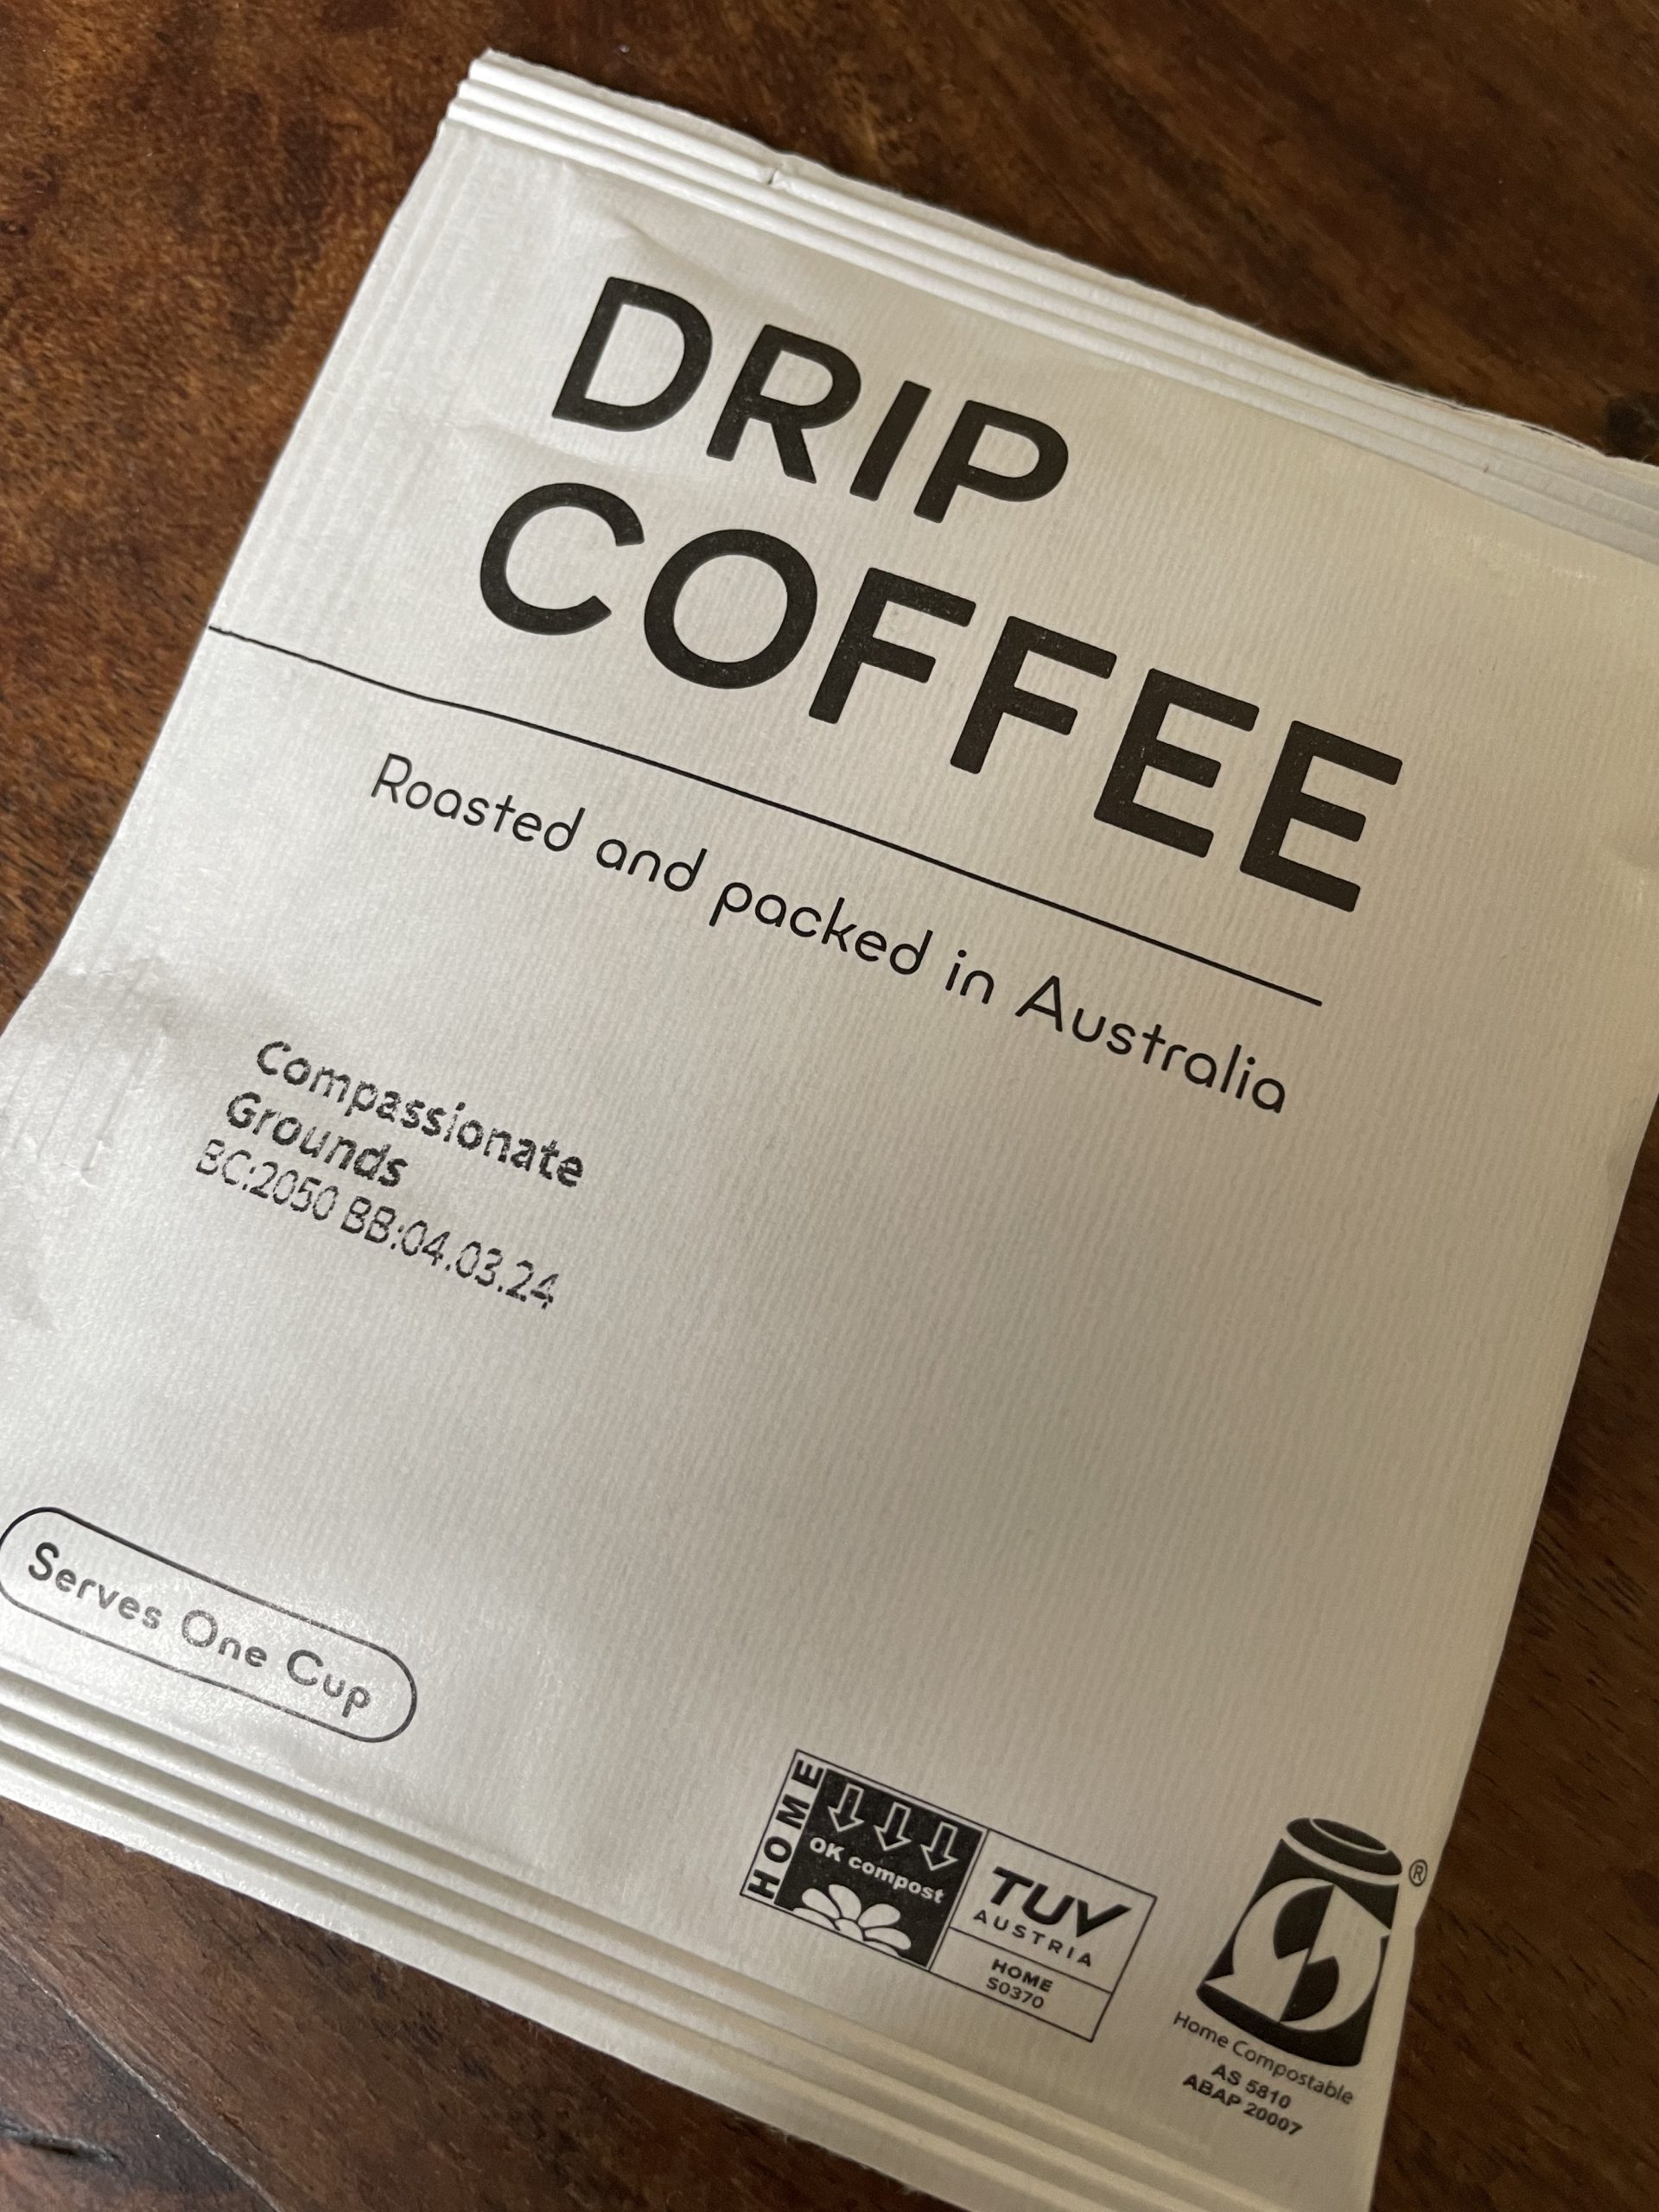 DRIP
COFFEE
Roasted and packed in Australia
Compassionate
Grounds
BC:2050 BB:04.03.24
Serves One Cup
HOME
OK compost
TUV
AUSTRIA
HOME
S0370
®
Home Compostable
AS 5810
ABAP 20007